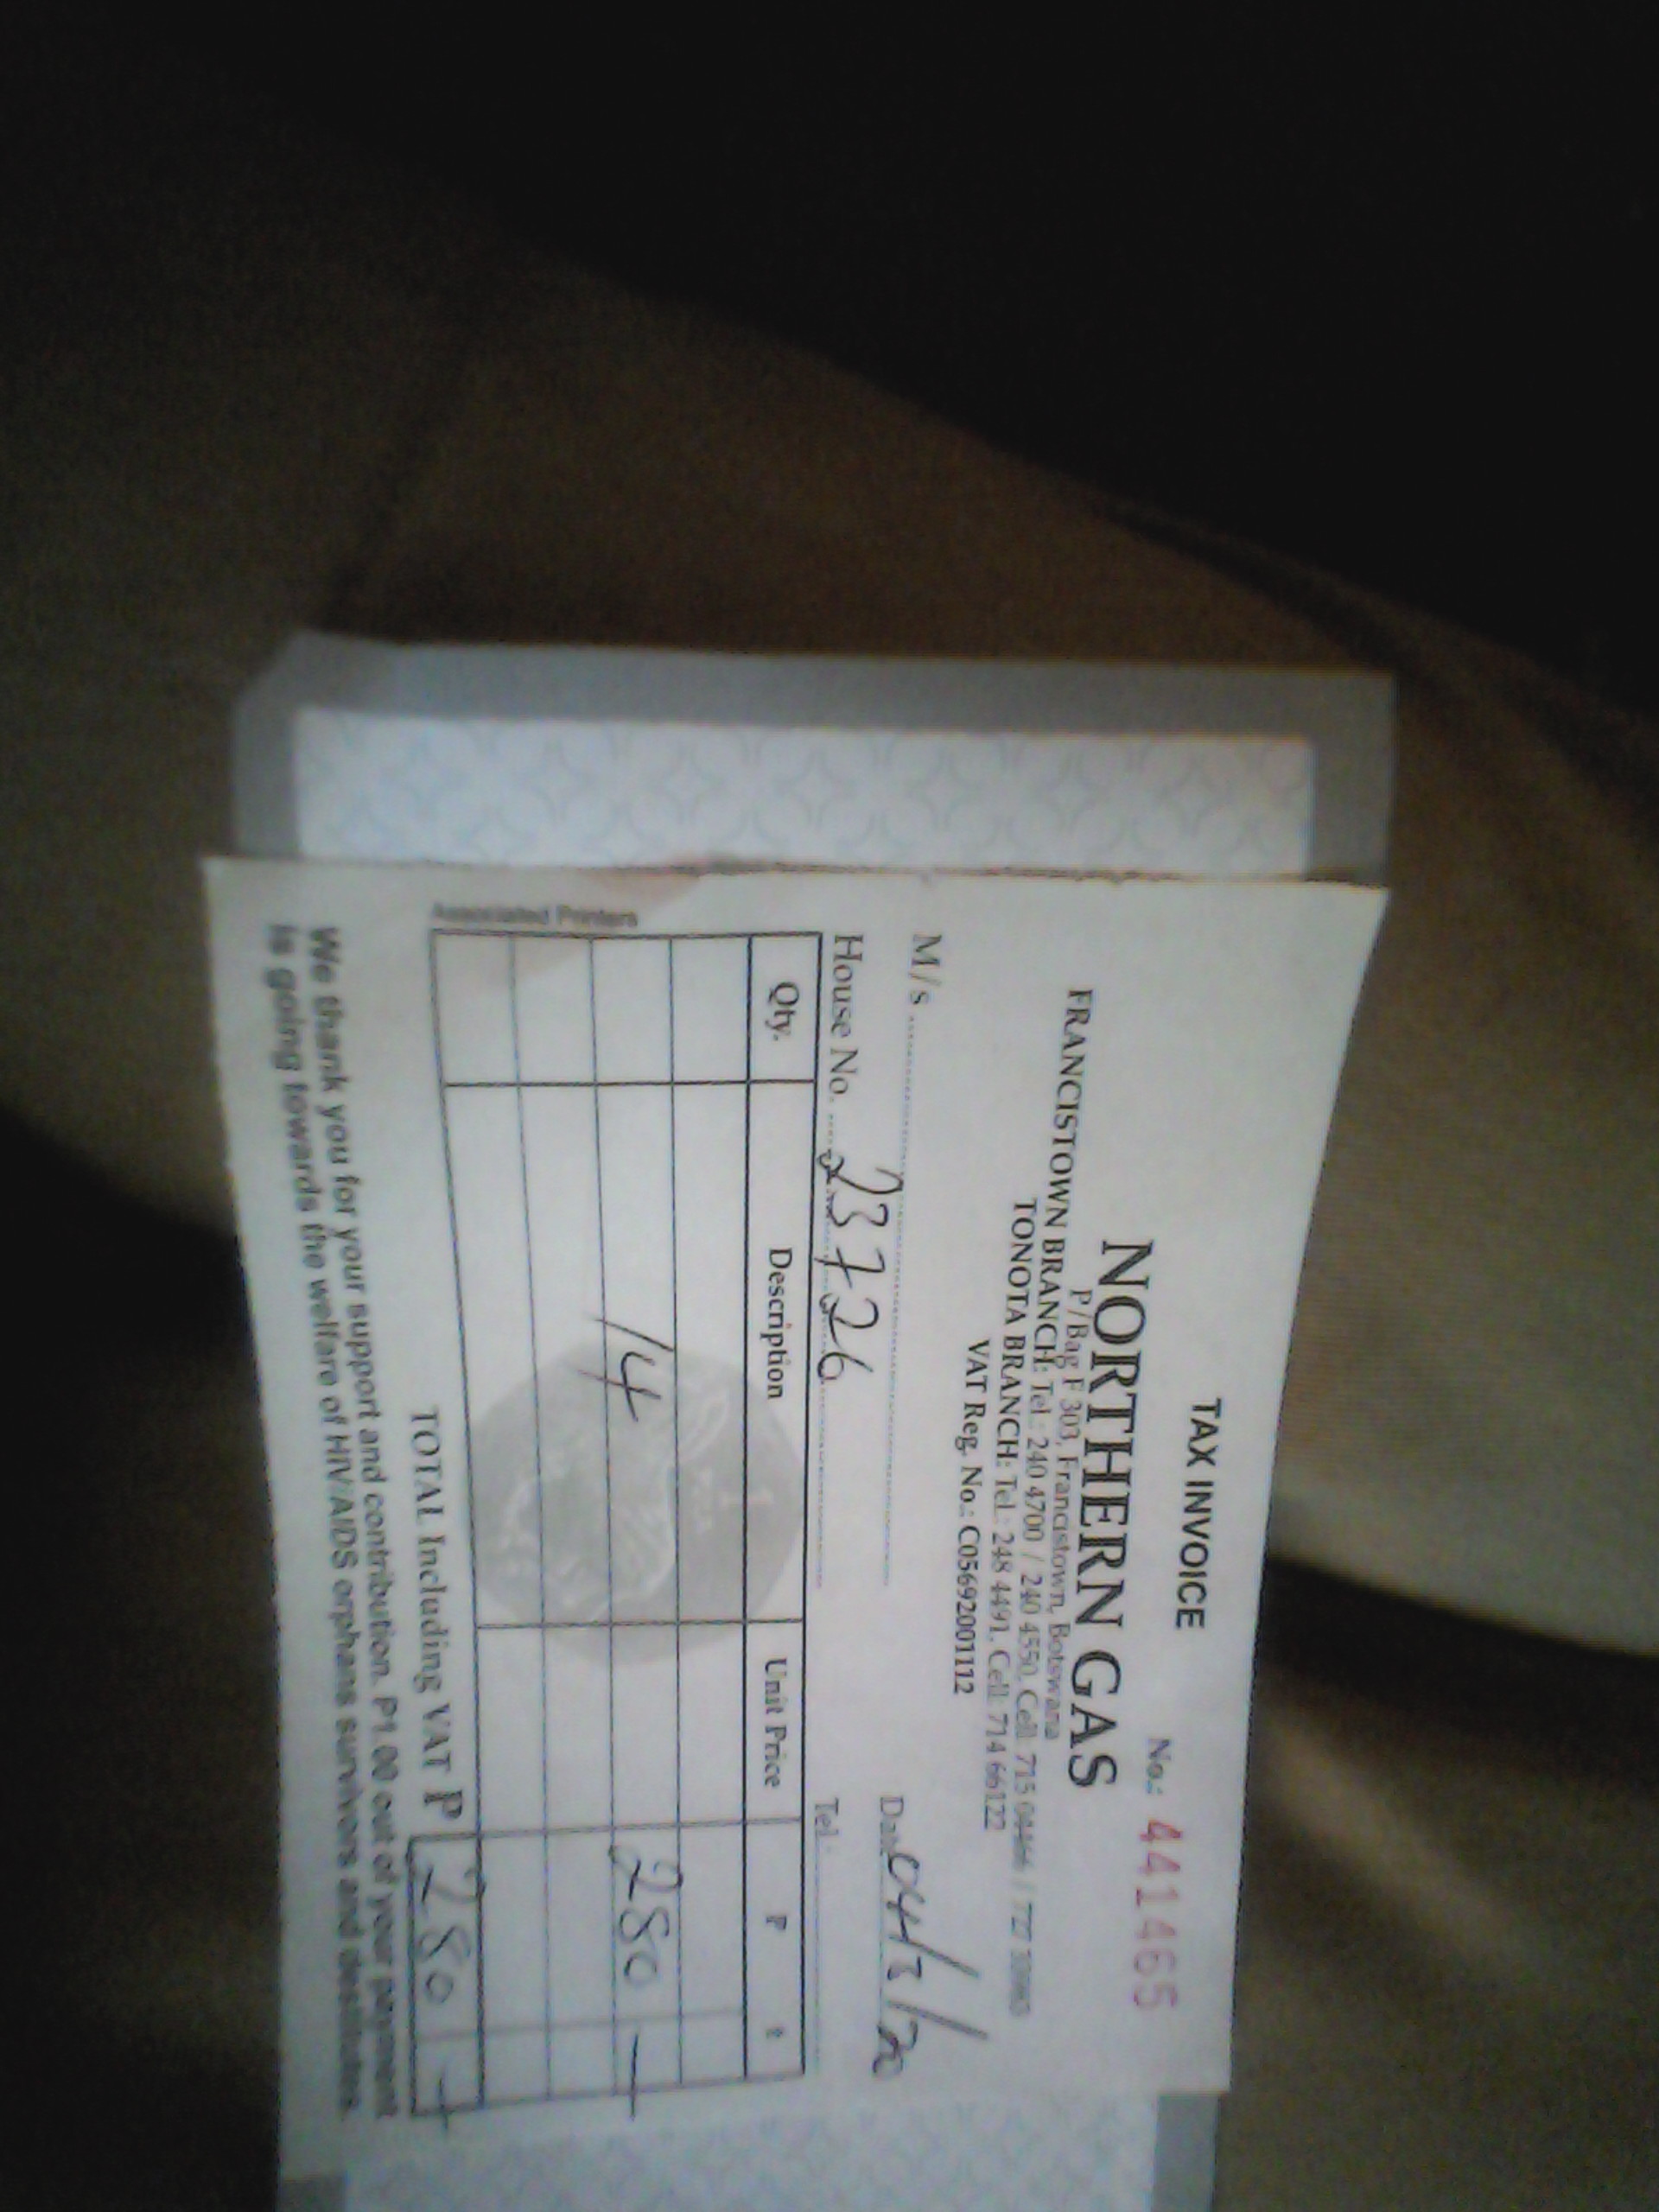 TAX INVOICE
No.: 441465
NORTHERN GAS
P/Bag F 303, Francistown, Botswana
FRANCISTOWN BRANCH: Tel.: 240 4700 / 240 4550, Cell: 715 / 727
TONOTA BRANCH: Tel.: 248 4491, Cell: 714 66122
VAT Reg. No.: C05692001112
M/s Date 04/3/20
House No. 23726 Tel.:
Qty. Description Unit Price P t
14 280 —
TOTAL Including VAT P 280 —
Associated Printers
We thank you for your support and contribution. P1.00 out of your payment
is going towards the welfare of HIV/AIDS orphans survivors and destitutes.